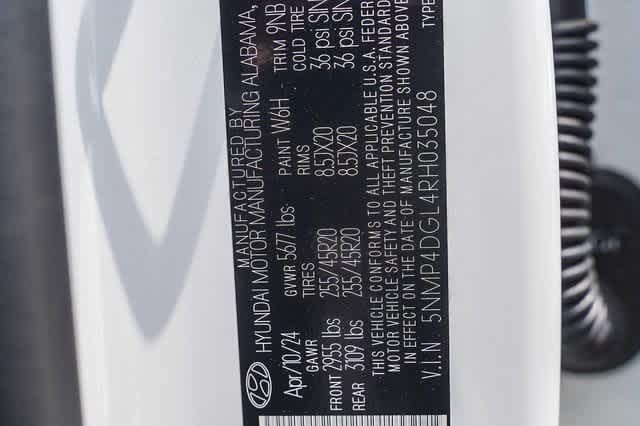 MANUFACTURED BY
HYUNDAI MOTOR MANUFACTURING ALABAMA,
Apr/10/24 GVWR 5677 lbs PAINT W6H TRIM 9NB
GAWR TIRES RIMS COLD TIRE
FRONT 2955 lbs 255/45R20 8.5JX20 36 psi SIN
REAR 3109 lbs 255/45R20 8.5JX20 36 psi SIN
THIS VEHICLE CONFORMS TO ALL APPLICABLE U.S.A. FEDER
MOTOR VEHICLE SAFETY AND THEFT PREVENTION STANDARD
IN EFFECT ON THE DATE OF MANUFACTURE SHOWN ABOVE
V.I.N 5NMP4DGL4RH035048 TYPE